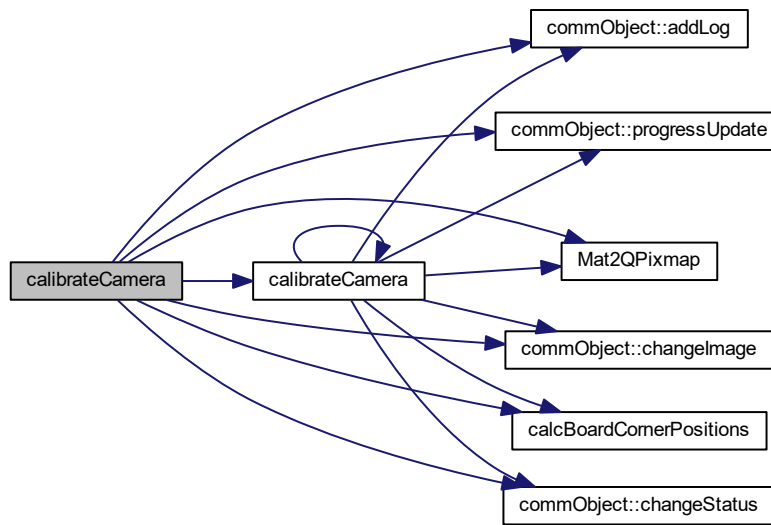 commObject::addLog
commObject::progressUpdate
Mat2QPixmap
calibrateCamera
calibrateCamera
commObject::changeImage
calcBoardCornerPositions
commObject::changeStatus